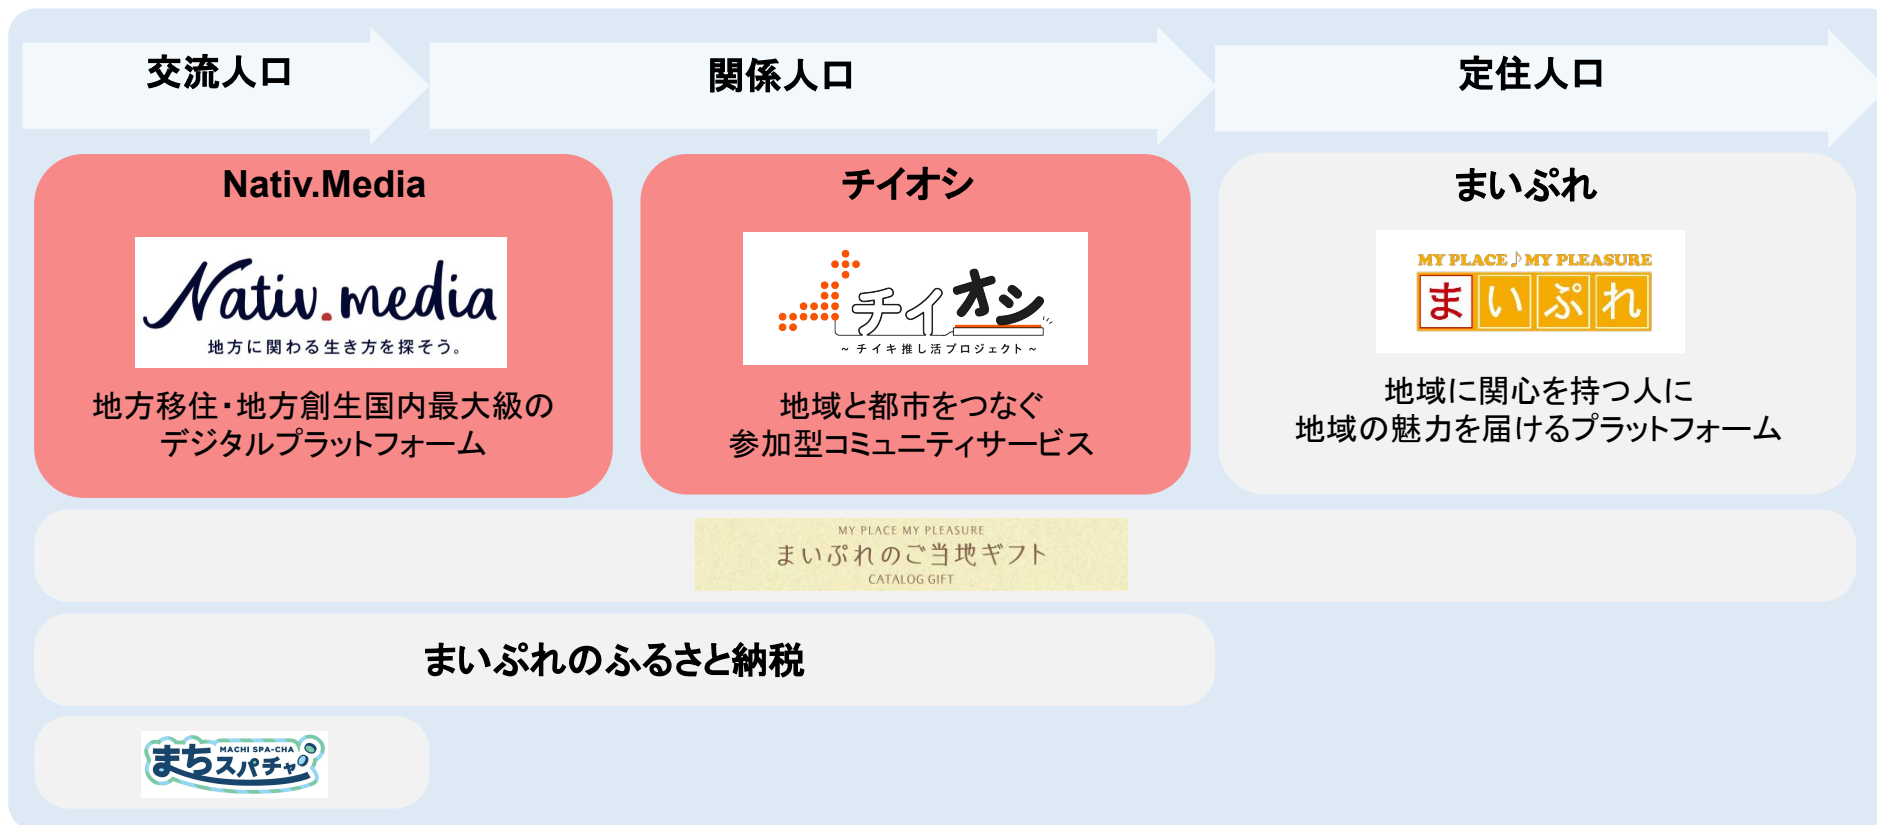 交流人口
関係人口
定住人口
Nativ.Media
Nativ.media
地方に関わる生き方を探そう。
地方移住・地方創生国内最大級の
デジタルプラットフォーム
チイオシ
チイオシ
~ チイキ推し活プロジェクト ~
地域と都市をつなぐ
参加型コミュニティサービス
まいぷれ
MY PLACE♪MY PLEASURE
まいぷれ
地域に関心を持つ人に
地域の魅力を届けるプラットフォーム
MY PLACE MY PLEASURE
まいぷれのご当地ギフト
CATALOG GIFT
まいぷれのふるさと納税
MACHI SPA-CHA
まちスパチャ